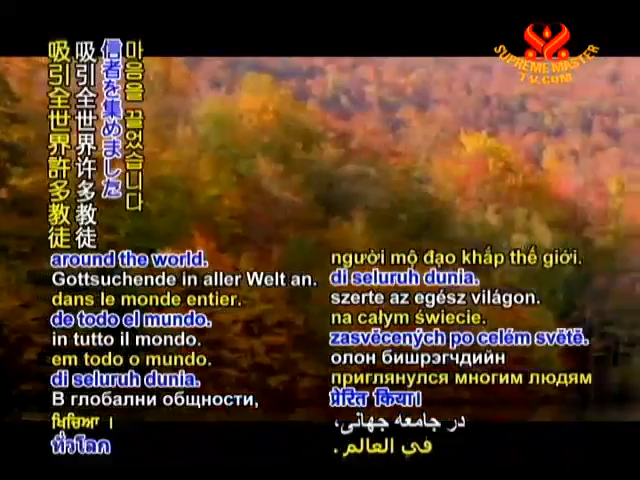 SUPREME MASTER
TV.COM
마음을 끌었습니다
信者を集めました
吸引全世界许多教徒
吸引全世界許多教徒
around the world.
Gottsuchende in aller Welt an.
dans le monde entier.
de todo el mundo.
in tutto il mondo.
em todo o mundo.
di seluruh dunia.
В глобални общности,
ਖਿਚਿਆ ।
ทั่วโลก
người mộ đạo khắp thế giới.
di seluruh dunia.
szerte az egész világon.
na całym świecie.
zasvěcených po celém světě.
олон бишрэгчдийн
приглянулся многим людям
प्रेरित किया।
در جامعه جهانی،
في العالم .